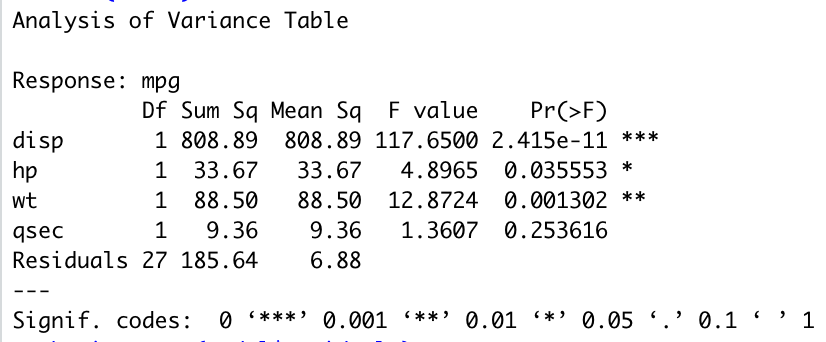 Analysis of Variance Table
Response: mpg
Df Sum Sq Mean Sq F value Pr(>F)
disp 1 808.89 808.89 117.6500 2.415e-11 ***
hp 1 33.67 33.67 4.8965 0.035553 *
wt 1 88.50 88.50 12.8724 0.001302 **
qsec 1 9.36 9.36 1.3607 0.253616
Residuals 27 185.64 6.88
---
Signif. codes: 0 ‘***’ 0.001 ‘**’ 0.01 ‘*’ 0.05 ‘.’ 0.1 ‘ ’ 1